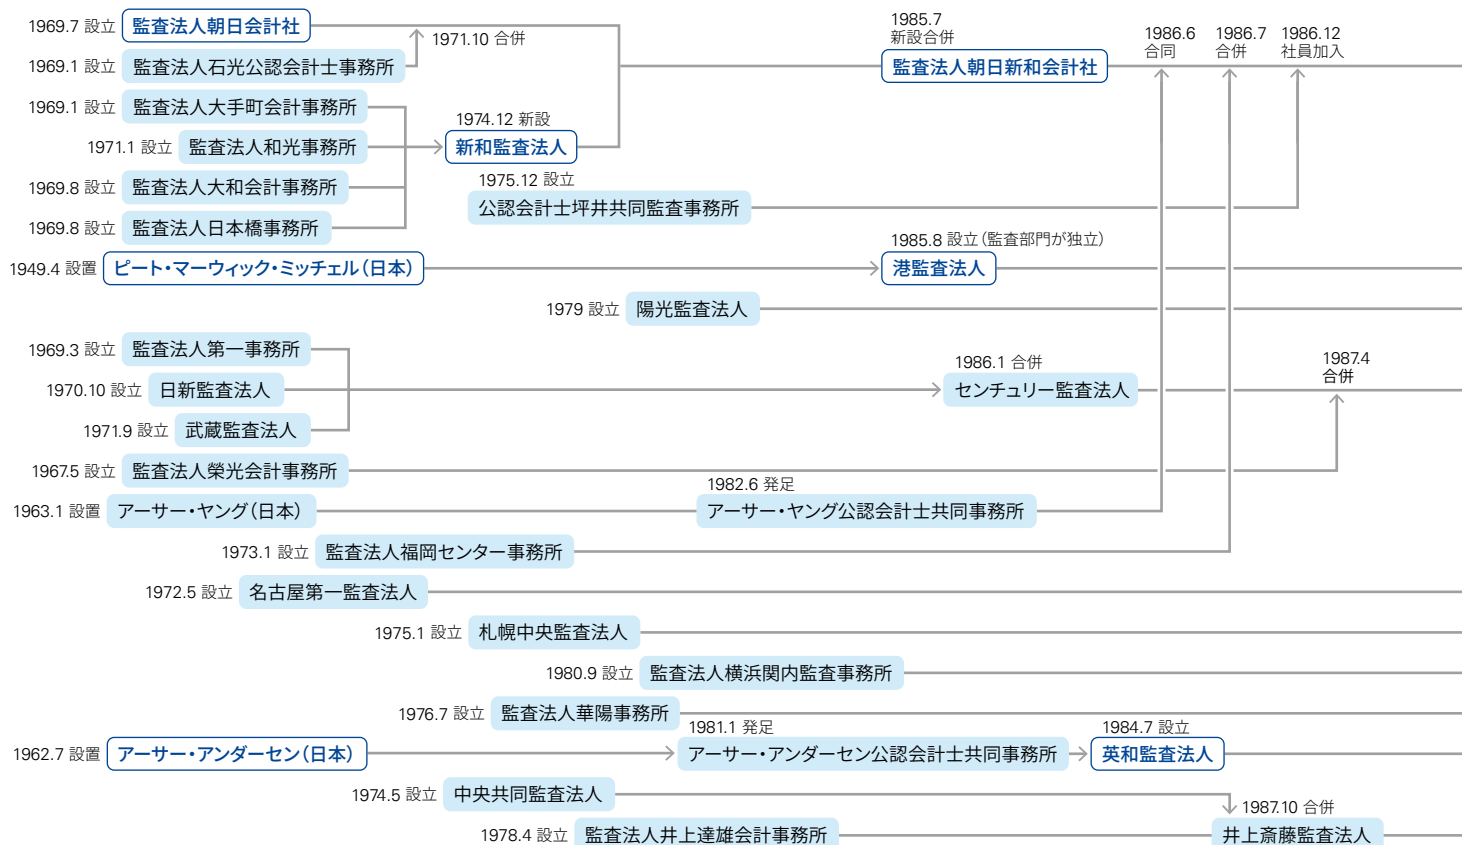 1969.7 設立 監査法人朝日会計社
1971.10 合併
1969.1 設立 監査法人石光公認会計士事務所
1985.7
新設合併
監査法人朝日新和会計社
1986.6
合同
1986.7
合併
1986.12
社員加入
1969.1 設立 監査法人大手町会計事務所
1971.1 設立 監査法人和光事務所
1974.12 新設
新和監査法人
1969.8 設立 監査法人大和会計事務所
1975.12 設立
公認会計士坪井共同監査事務所
1969.8 設立 監査法人日本橋事務所
1949.4 設置 ピート・マーウィック・ミッチェル（日本）
1985.8 設立（監査部門が独立）
港監査法人
1979 設立 陽光監査法人
1969.3 設立 監査法人第一事務所
1970.10 設立 日新監査法人
1986.1 合併
センチュリー監査法人
1987.4
合併
1971.9 設立 武蔵監査法人
1967.5 設立 監査法人榮光会計事務所
1963.1 設置 アーサー・ヤング（日本）
1982.6 発足
アーサー・ヤング公認会計士共同事務所
1973.1 設立 監査法人福岡センター事務所
1972.5 設立 名古屋第一監査法人
1975.1 設立 札幌中央監査法人
1980.9 設立 監査法人横浜関内監査事務所
1976.7 設立 監査法人華陽事務所
1962.7 設置 アーサー・アンダーセン（日本）
1981.1 発足
アーサー・アンダーセン公認会計士共同事務所
1984.7 設立
英和監査法人
1974.5 設立 中央共同監査法人
1987.10 合併
1978.4 設立 監査法人井上達雄会計事務所
井上斎藤監査法人